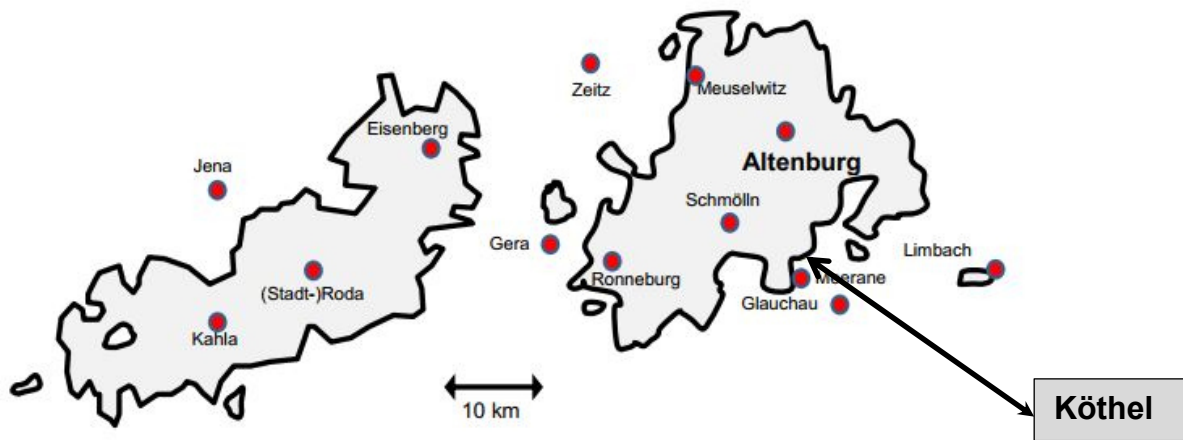 Zeitz
Meuselwitz
Eisenberg
Altenburg
Jena
Schmölln
Gera
Limbach
Ronneburg
Meerane
(Stadt-)Roda
Glauchau
Kahla
10 km
Köthel